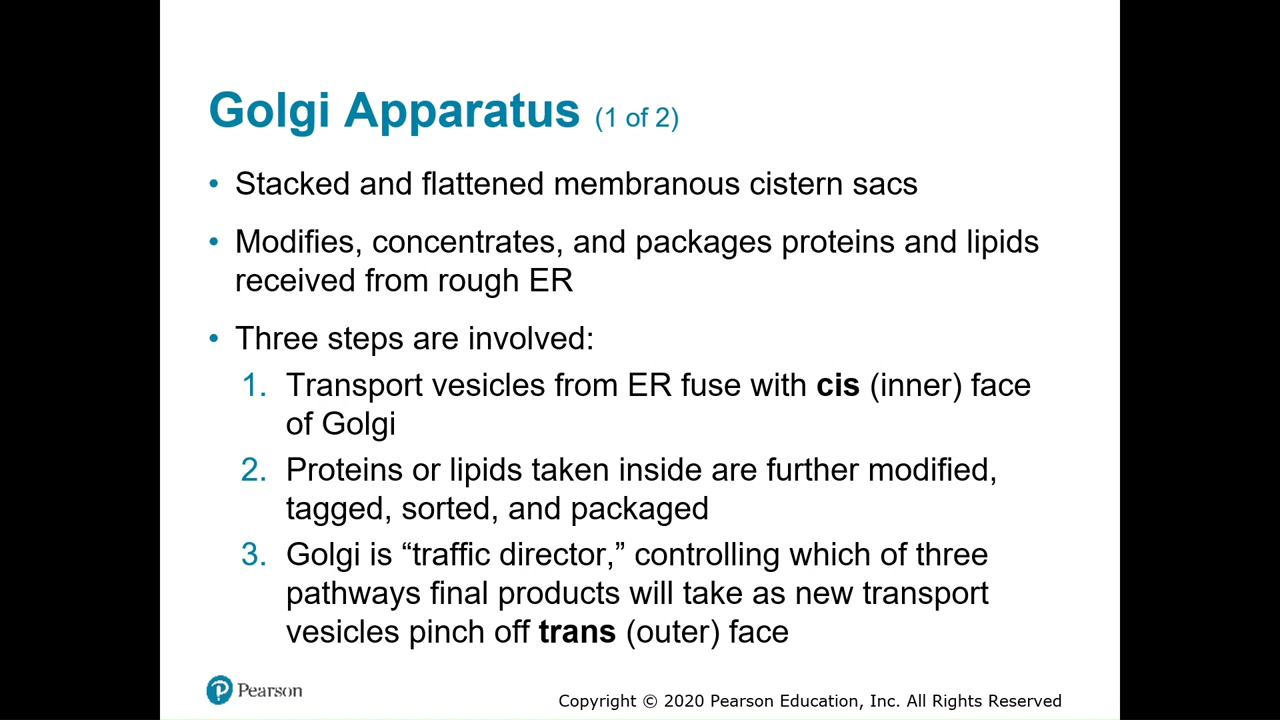 Golgi Apparatus (1 of 2)
• Stacked and flattened membranous cistern sacs
• Modifies, concentrates, and packages proteins and lipids
received from rough ER
• Three steps are involved:
1. Transport vesicles from ER fuse with cis (inner) face
of Golgi
2. Proteins or lipids taken inside are further modified,
tagged, sorted, and packaged
3. Golgi is “traffic director,” controlling which of three
pathways final products will take as new transport
vesicles pinch off trans (outer) face
Pearson
Copyright © 2020 Pearson Education, Inc. All Rights Reserved